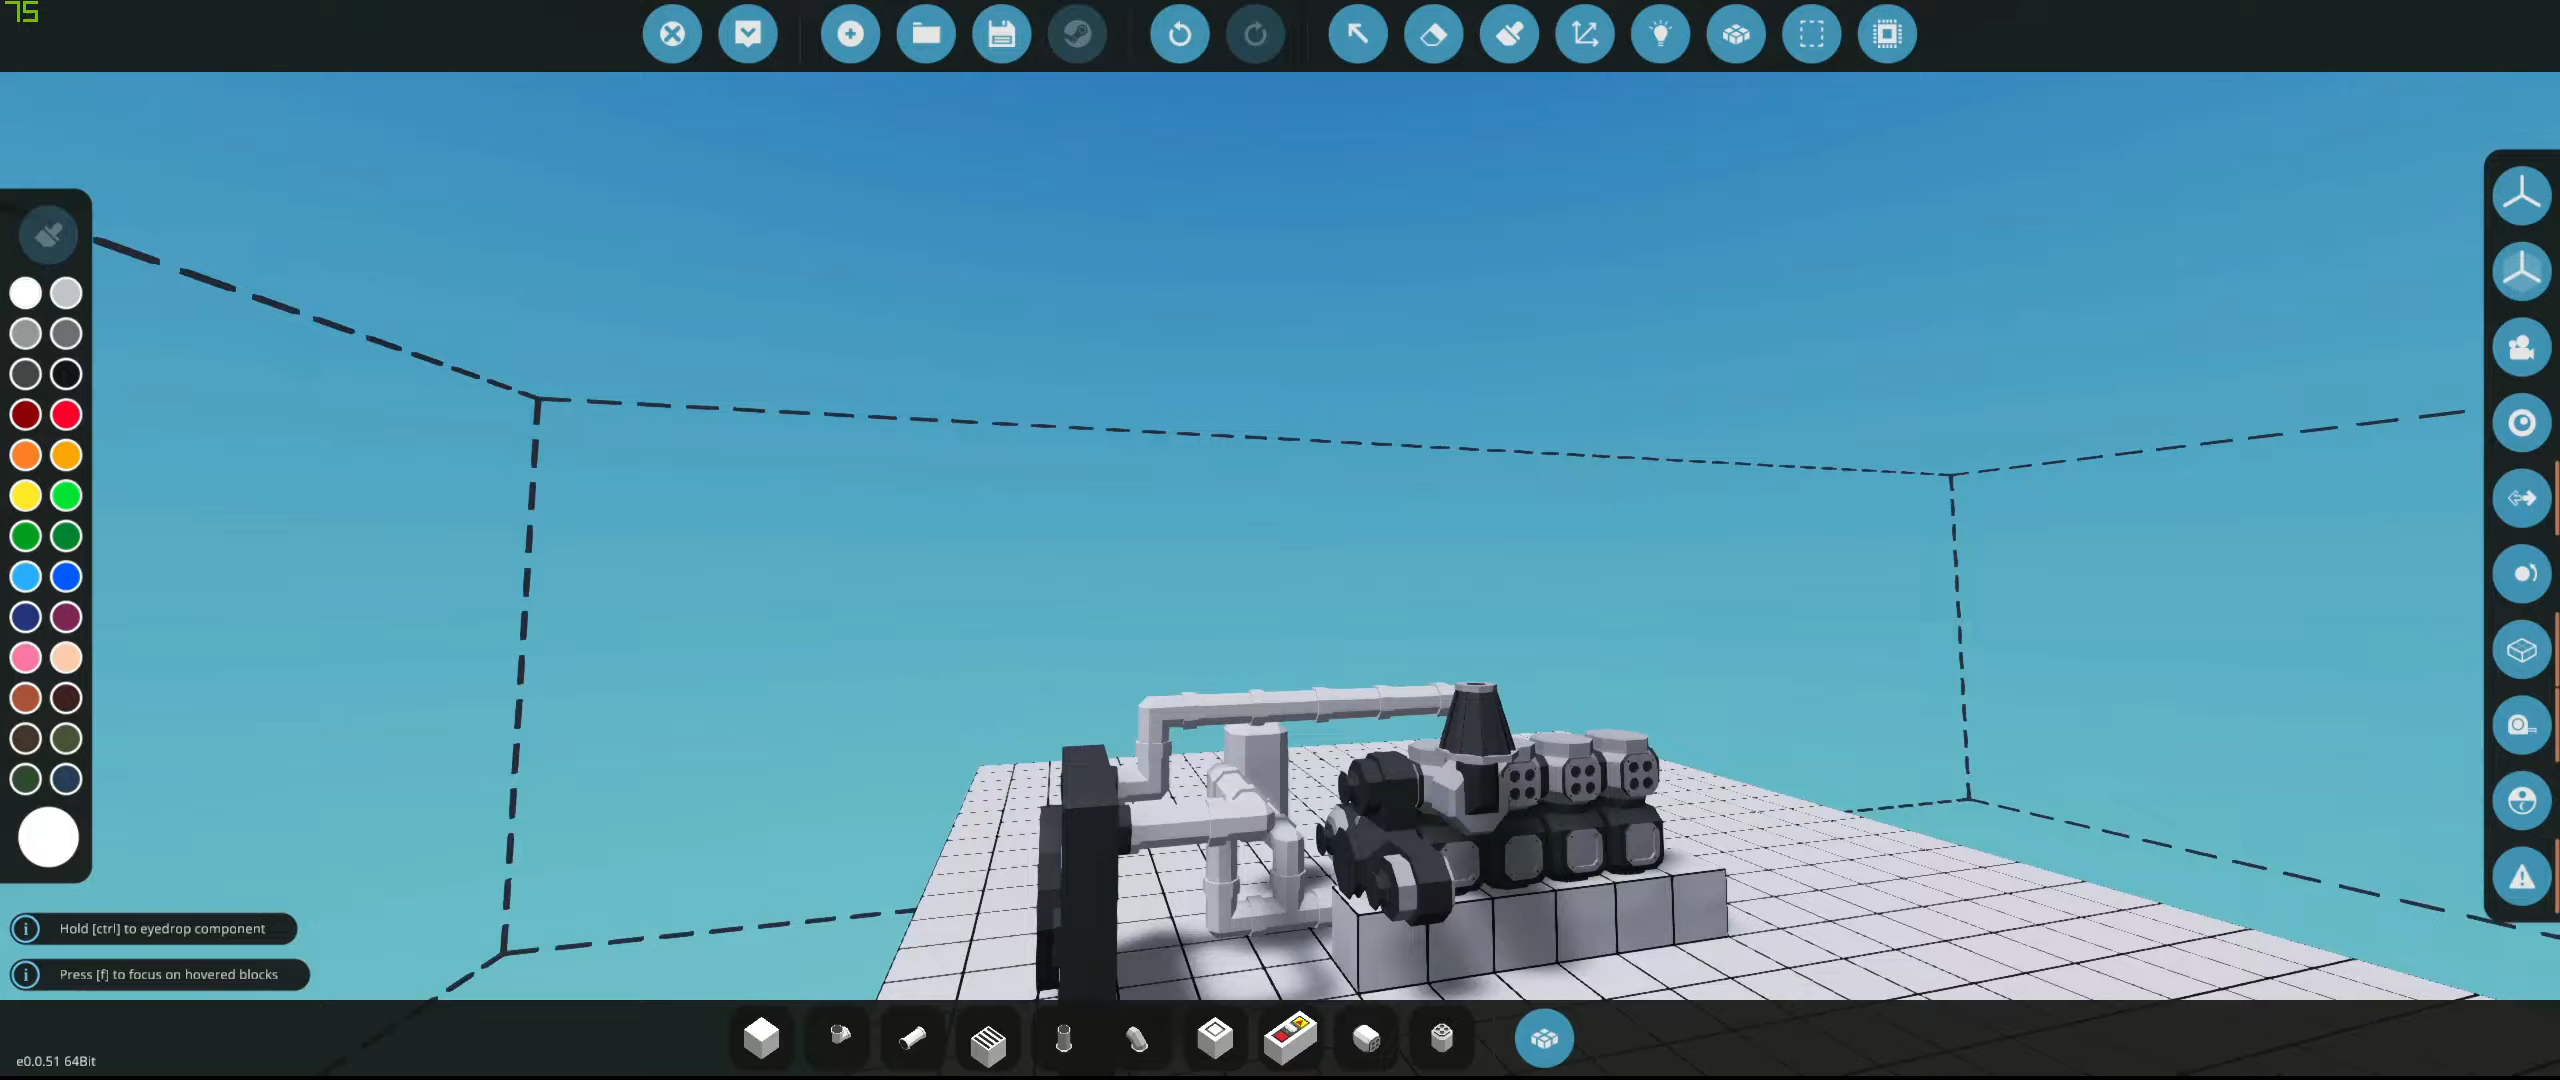 75
Hold [ctrl] to eyedrop component
Press [f] to focus on hovered blocks
e0.0.51 64Bit